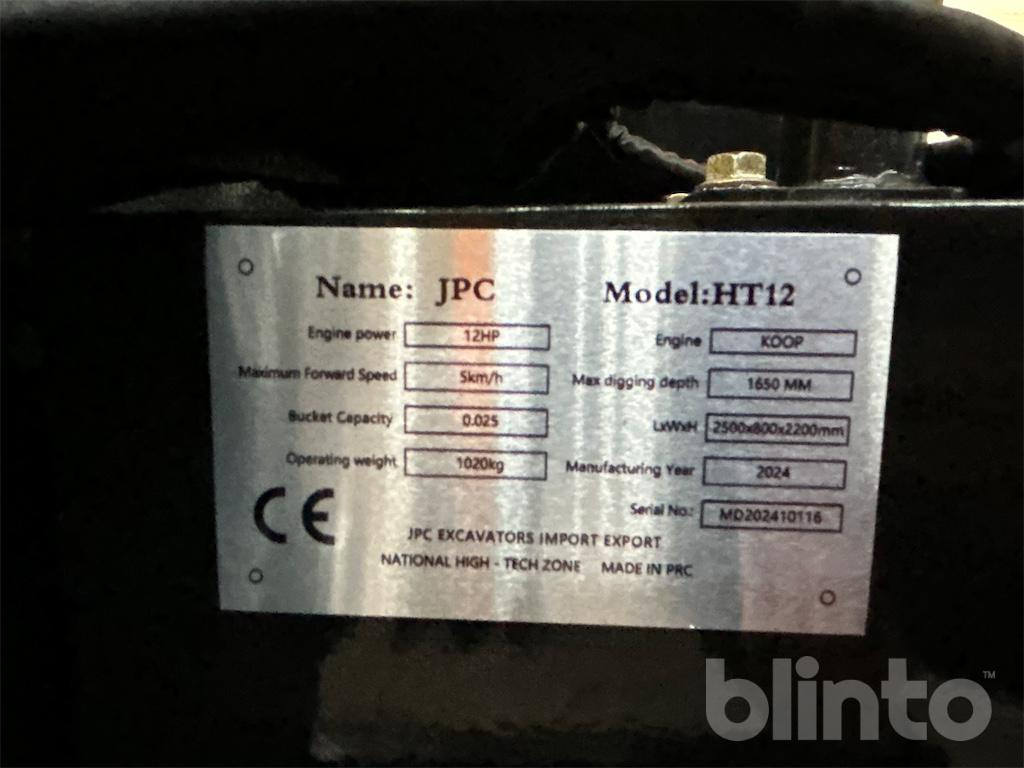 Name: JPC Model:HT12
Engine power 12HP Engine KOOP
Maximum Forward Speed 5km/h Max digging depth 1650 MM
Bucket Capacity 0.025 LxWxH 2500x800x2200mm
Operating weight 1020kg Manufacturing Year 2024
Serial No.: MD202410116
CE
JPC EXCAVATORS IMPORT EXPORT
NATIONAL HIGH - TECH ZONE MADE IN PRC
blinto™